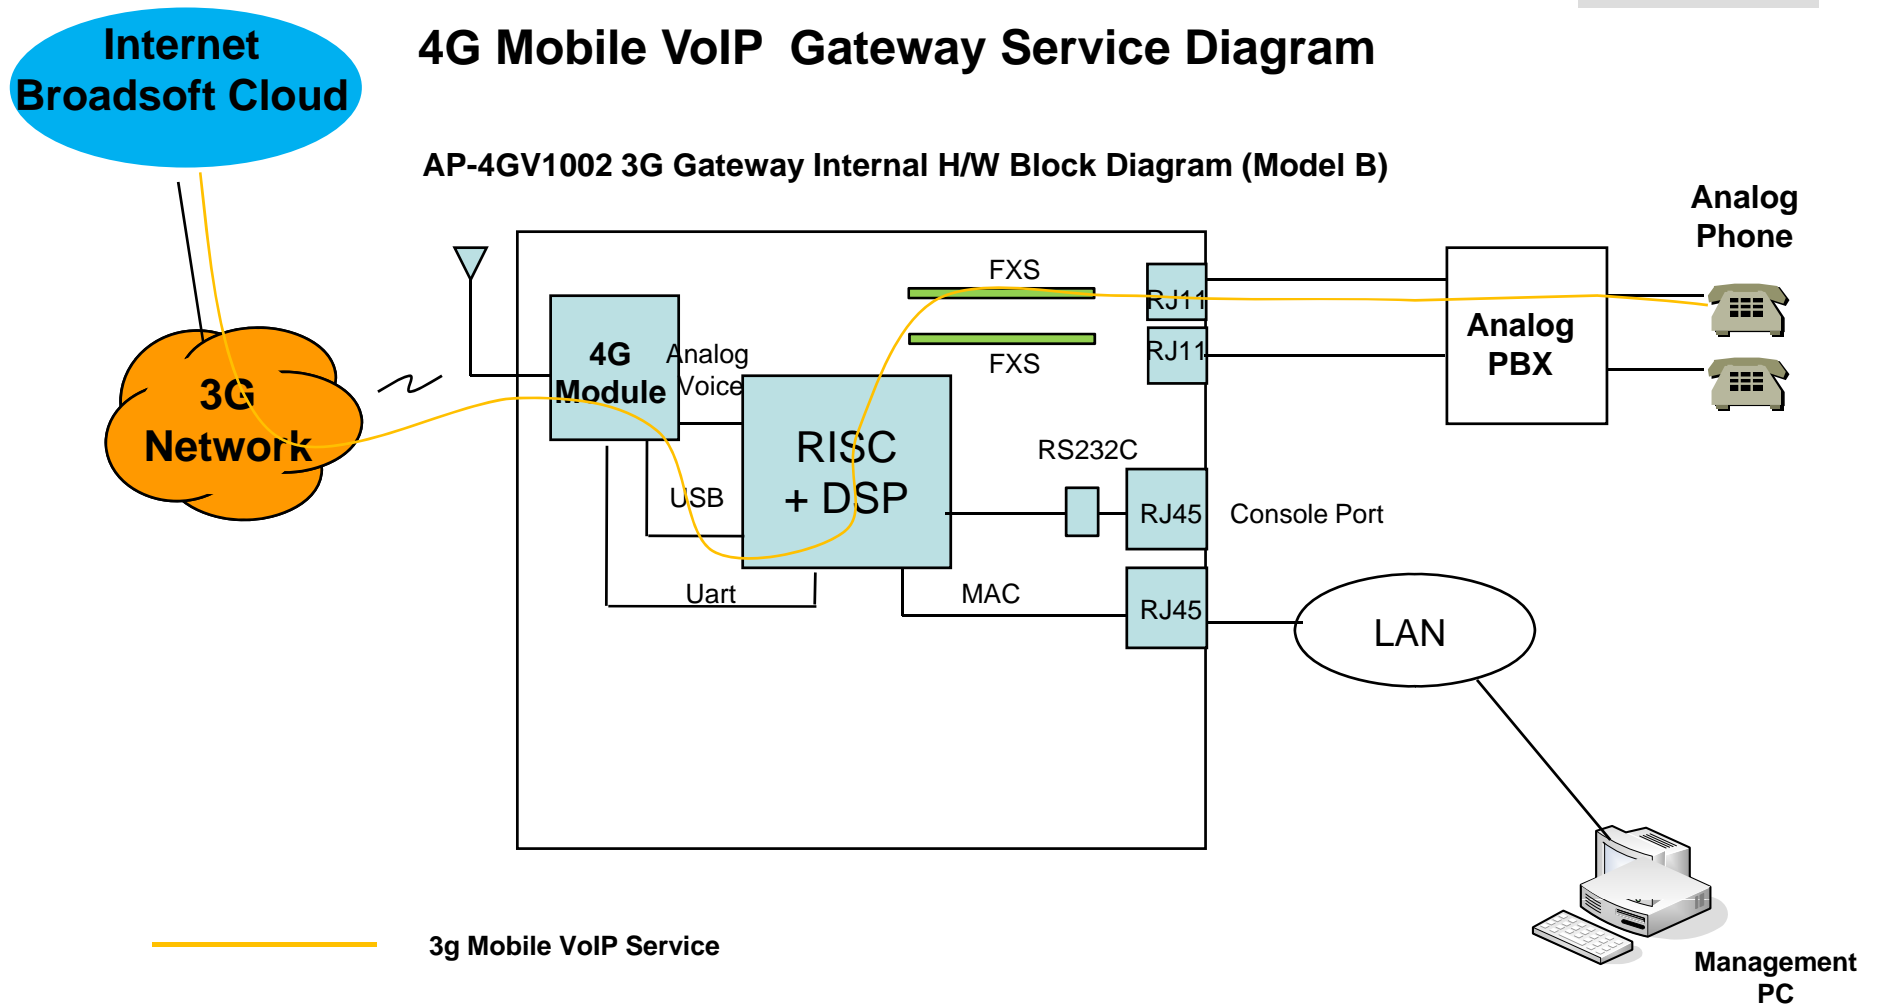 Internet
Broadsoft Cloud
4G Mobile VoIP  Gateway Service Diagram
AP-4GV1002 3G Gateway Internal H/W Block Diagram (Model B)
Analog
Phone
FXS
RJ11
4G
Module
Analog
Voice
FXS
RJ11
Analog
PBX
3G
Network
RISC
+ DSP
RS232C
USB
RJ45
Console Port
Uart
MAC
RJ45
LAN
3g Mobile VoIP Service
Management
PC